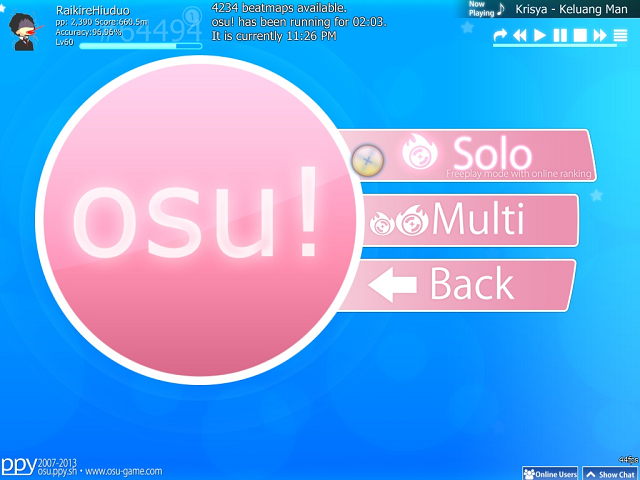 RaikireHiuduo
pp: 2,390 Score:660.5m
Accuracy:96.06%
Lv60
#64494
4234 beatmaps available.
osu! has been running for 02:03.
It is currently 11:26 PM
Now Playing ♪ Krisya - Keluang Man
osu!
Solo
Freeplay mode with online ranking
Multi
Back
ppy 2007-2013
osu.ppy.sh • www.osu-game.com
44fps
Online Users
Show Chat